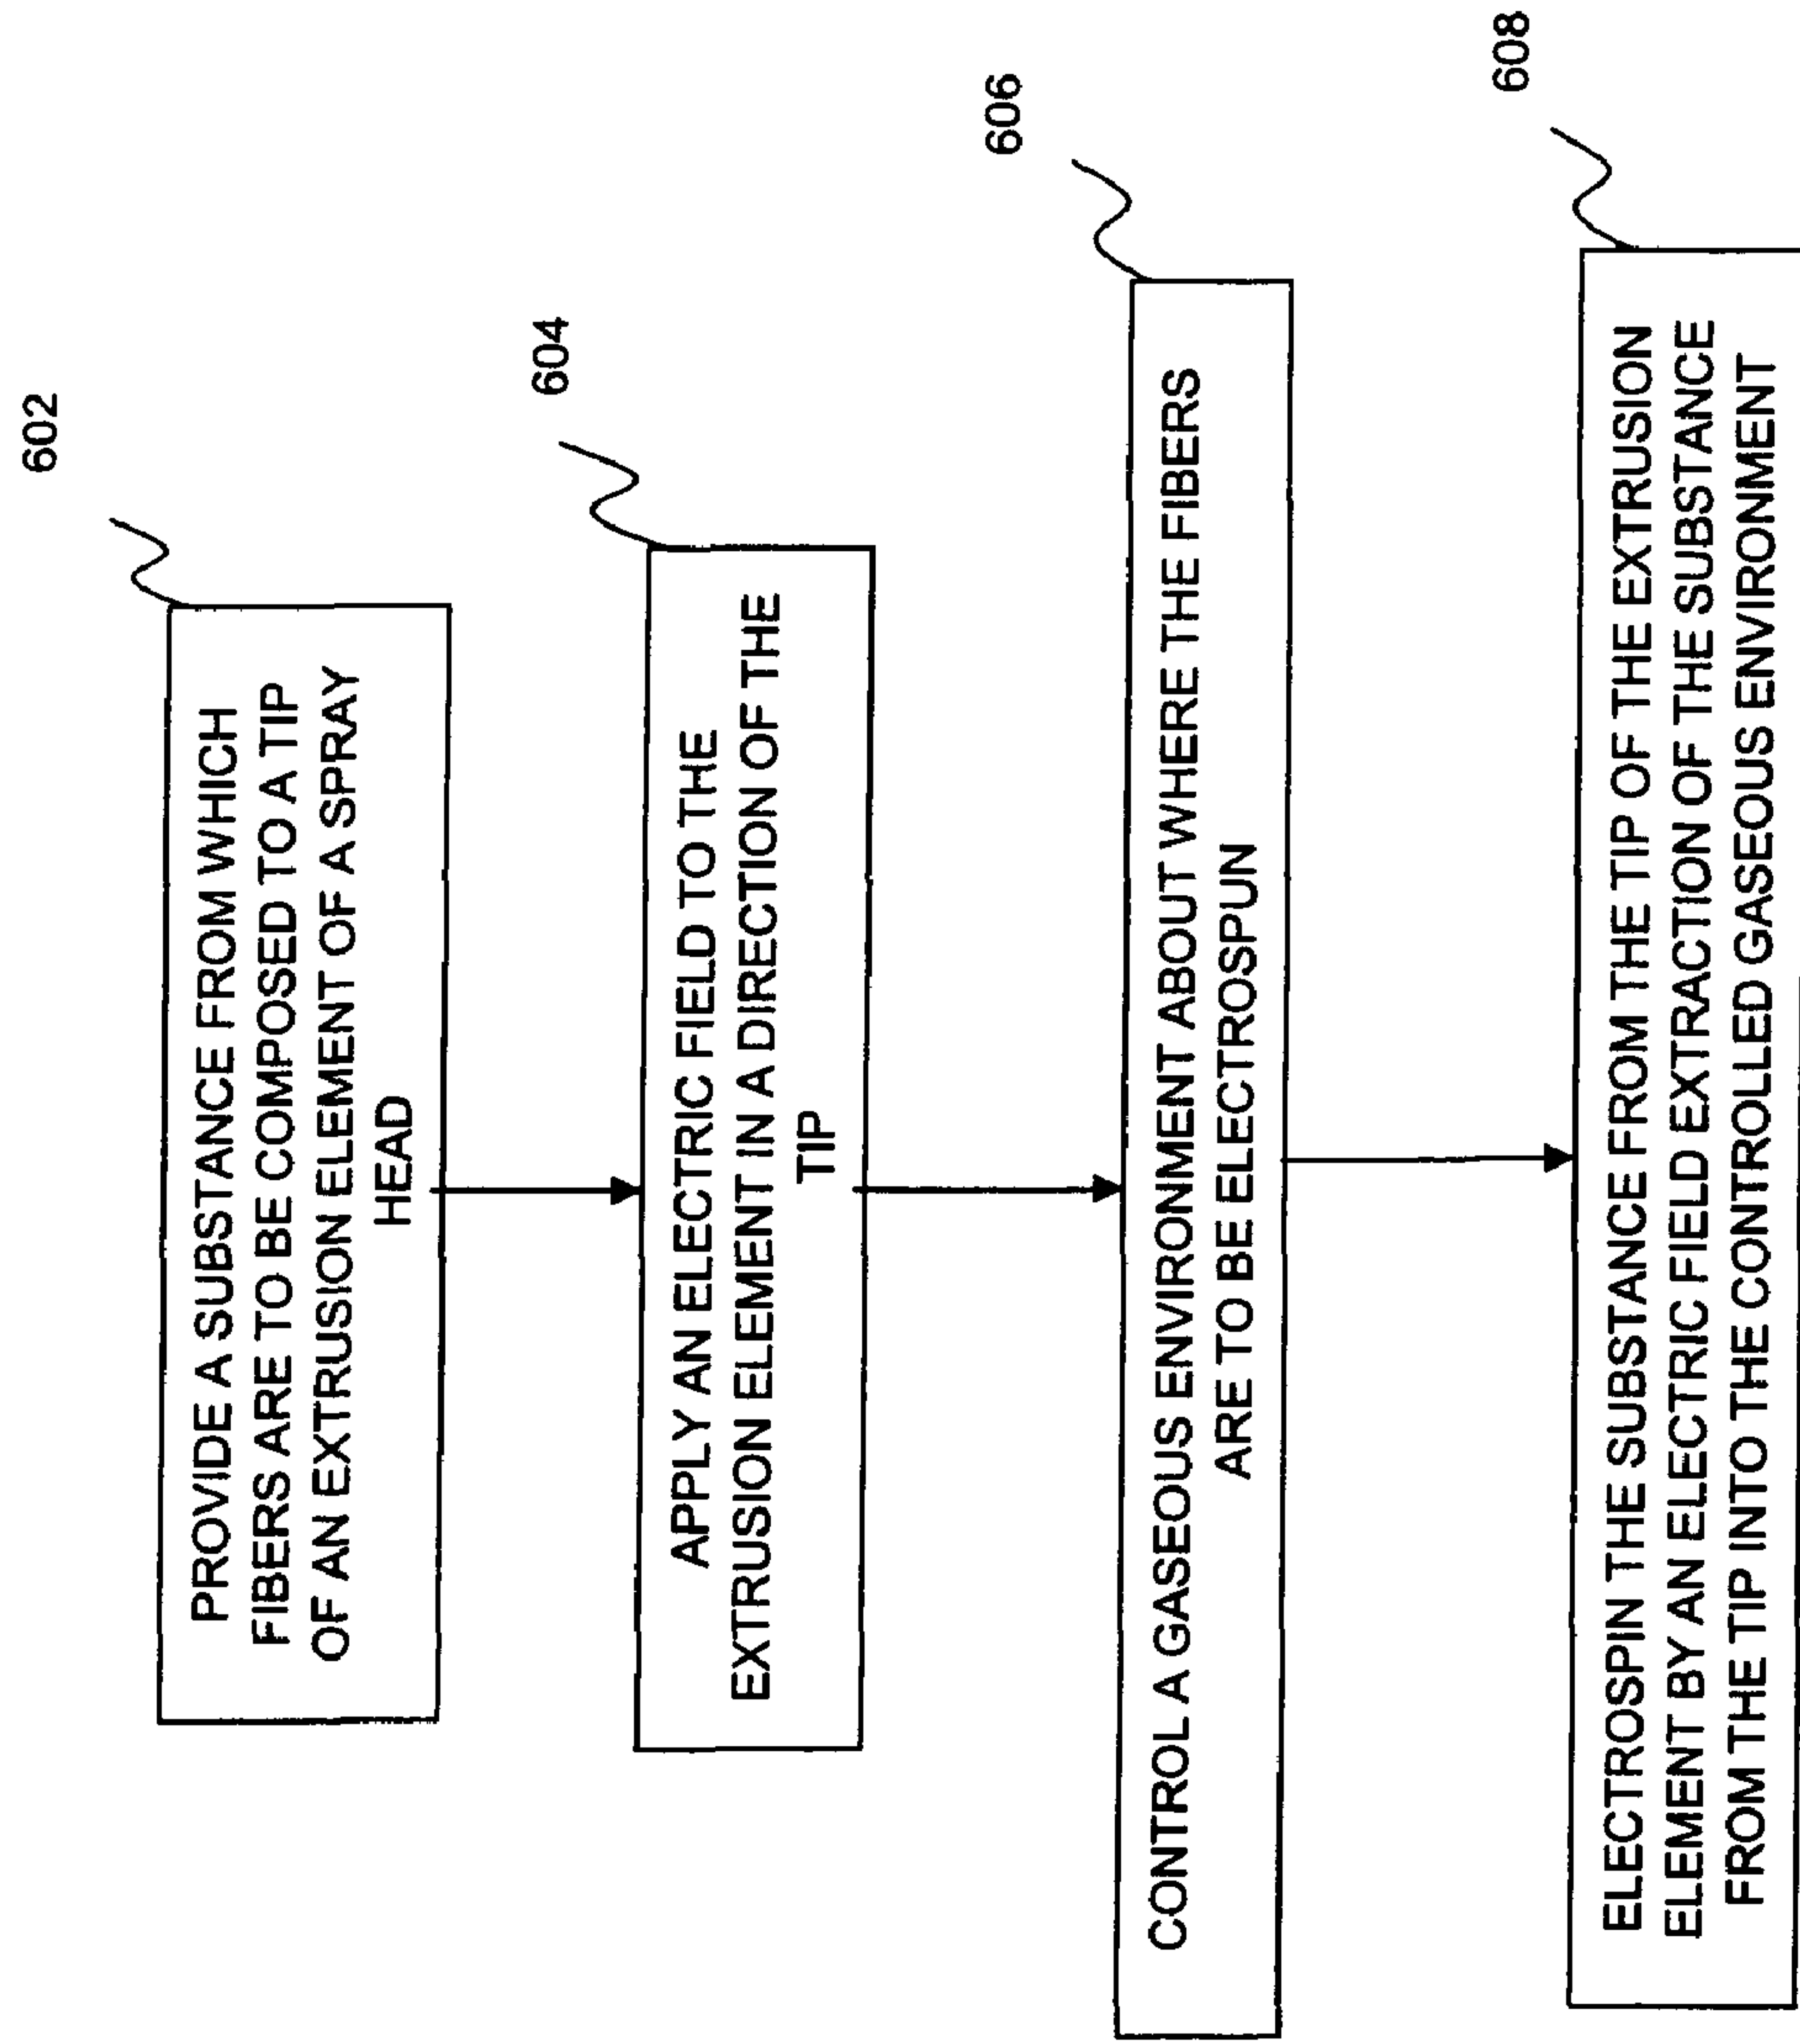 602
PROVIDE A SUBSTANCE FROM WHICH
FIBERS ARE TO BE COMPOSED TO A TIP
OF AN EXTRUSION ELEMENT OF A SPRAY
HEAD
604
APPLY AN ELECTRIC FIELD TO THE
EXTRUSION ELEMENT IN A DIRECTION OF THE
TIP
606
CONTROL A GASEOUS ENVIRONMENT ABOUT WHERE THE FIBERS
ARE TO BE ELECTROSPUN
608
ELECTROSPIN THE SUBSTANCE FROM THE TIP OF THE EXTRUSION
ELEMENT BY AN ELECTRIC FIELD EXTRACTION OF THE SUBSTANCE
FROM THE TIP INTO THE CONTROLLED GASEOUS ENVIRONMENT